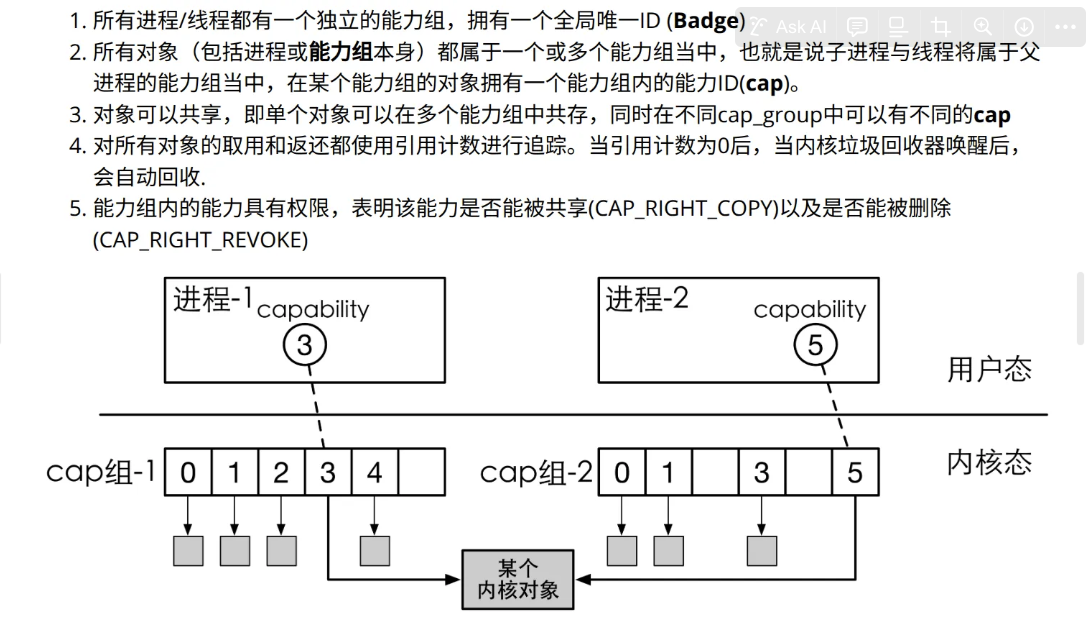 Ask AI
1. 所有进程/线程都有一个独立的能力组，拥有一个全局唯一ID (Badge)
2. 所有对象（包括进程或能力组本身）都属于一个或多个能力组当中，也就是说子进程与线程将属于父
进程的能力组当中，在某个能力组的对象拥有一个能力组内的能力ID(cap)。
3. 对象可以共享，即单个对象可以在多个能力组中共存，同时在不同cap_group中可以有不同的cap
4. 对所有对象的取用和返还都使用引用计数进行追踪。当引用计数为0后，当内核垃圾回收器唤醒后，
会自动回收.
5. 能力组内的能力具有权限，表明该能力是否能被共享(CAP_RIGHT_COPY)以及是否能被删除
(CAP_RIGHT_REVOKE)
进程-1 capability
3
进程-2 capability
5
用户态
cap组-1 0 1 2 3 4
cap组-2 0 1 3 5
内核态
某个
内核对象